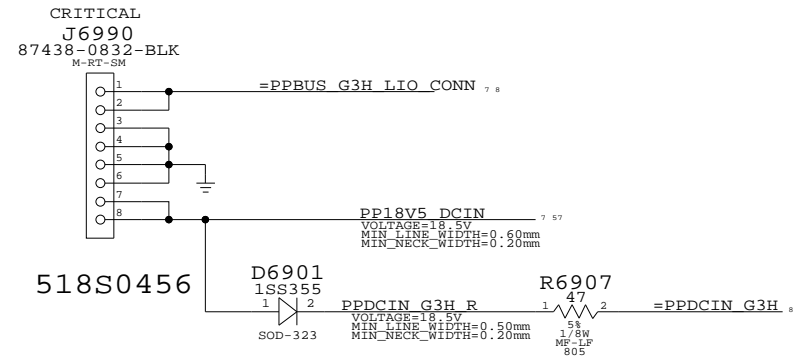 CRITICAL
J6990
87438-0832-BLK
M-RT-SM
1
=PPBUS_G3H_LIO_CONN 7 8
2
3
4
5
6
7
8
PP18V5_DCIN 7 57
VOLTAGE=18.5V
MIN_LINE_WIDTH=0.60mm
MIN_NECK_WIDTH=0.20mm
518S0456
D6901
1SS355
1 2
SOD-323
PPDCIN_G3H_R
VOLTAGE=18.5V
MIN_LINE_WIDTH=0.50mm
MIN_NECK_WIDTH=0.20mm
R6907
47
1 2
5%
1/8W
MF-LF
805
=PPDCIN_G3H 8